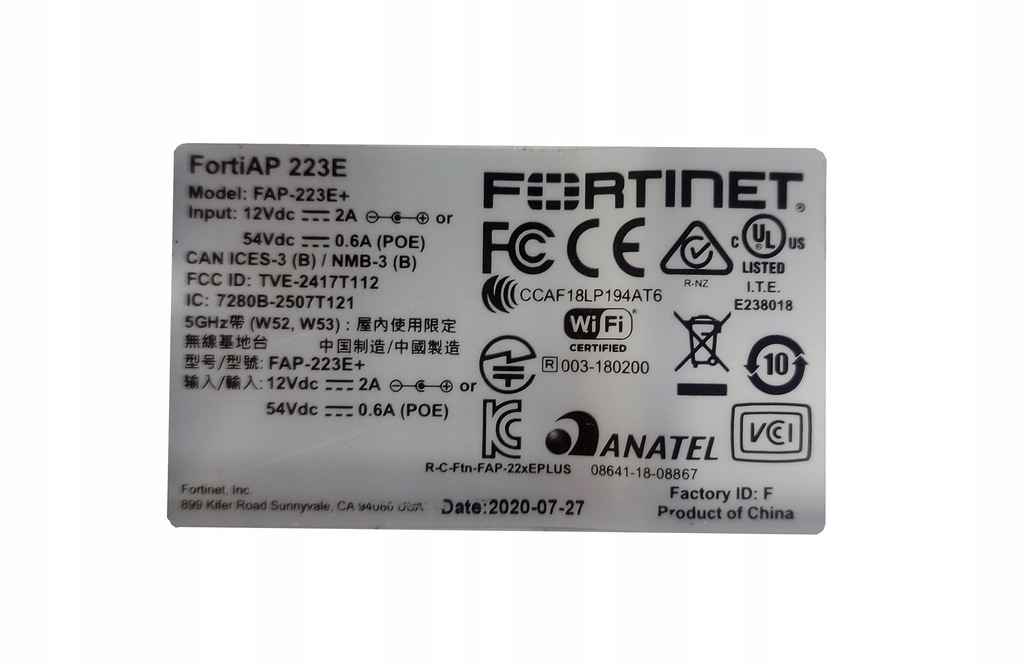 FortiAP 223E
Model: FAP-223E+
Input: 12Vdc 2A or
54Vdc 0.6A (POE)
CAN ICES-3 (B) / NMB-3 (B)
FCC ID: TVE-2417T112
IC: 7280B-2507T121
5GHz帶 (W52, W53) : 屋內使用限定
無線基地台 中国制造/中國製造
型号/型號: FAP-223E+
输入/輸入: 12Vdc 2A or
54Vdc 0.6A (POE)
FORTINET®
FC CE
C UL® US
LISTED
I.T.E.
E238018
R-NZ
CCAF18LP194AT6
WiFi
CERTIFIED
R 003-180200
10
KC
ANATEL
VCCI
R-C-Ftn-FAP-22xEPLUS 08641-18-08867
Fortinet, Inc.
899 Kifer Road Sunnyvale, CA 94086 USA
Date:2020-07-27
Factory ID: F
Product of China